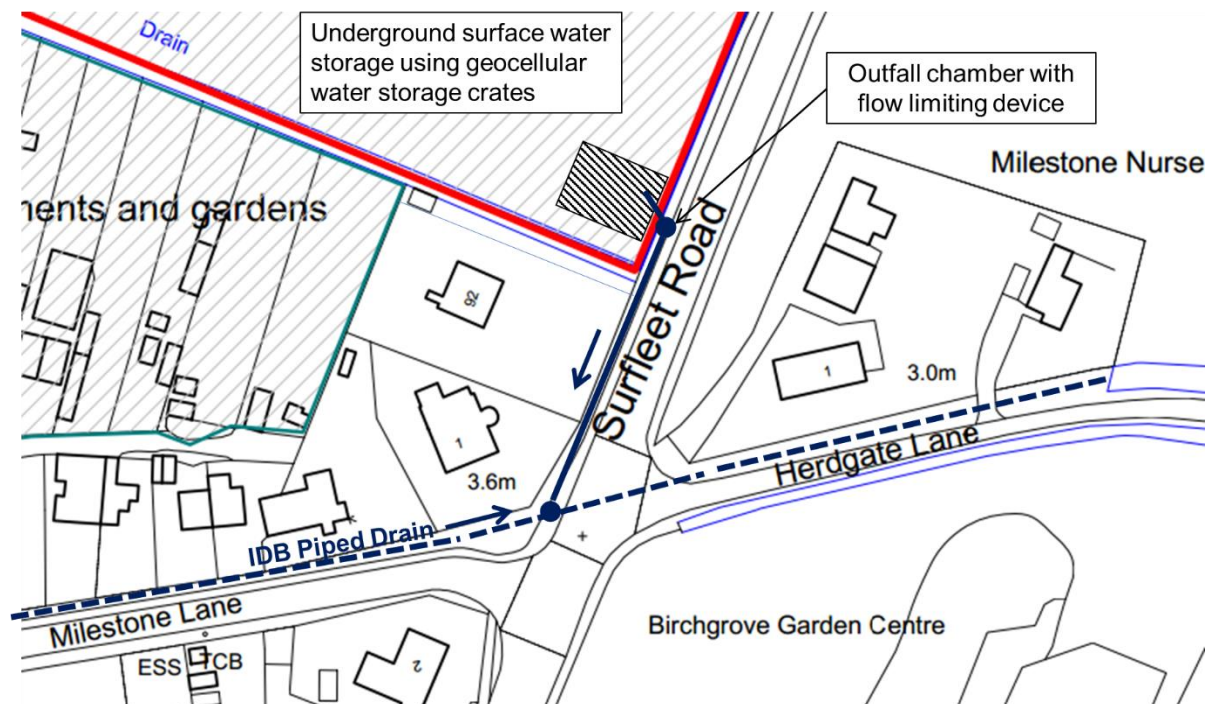 Drain
Underground surface water
storage using geocellular
water storage crates
Outfall chamber with
flow limiting device
Milestone Nurse
ments and gardens
Surfleet Road
92
1
3.0m
1
3.6m
Herdgate Lane
IDB Piped Drain
Milestone Lane
Birchgrove Garden Centre
ESS
TCB
2